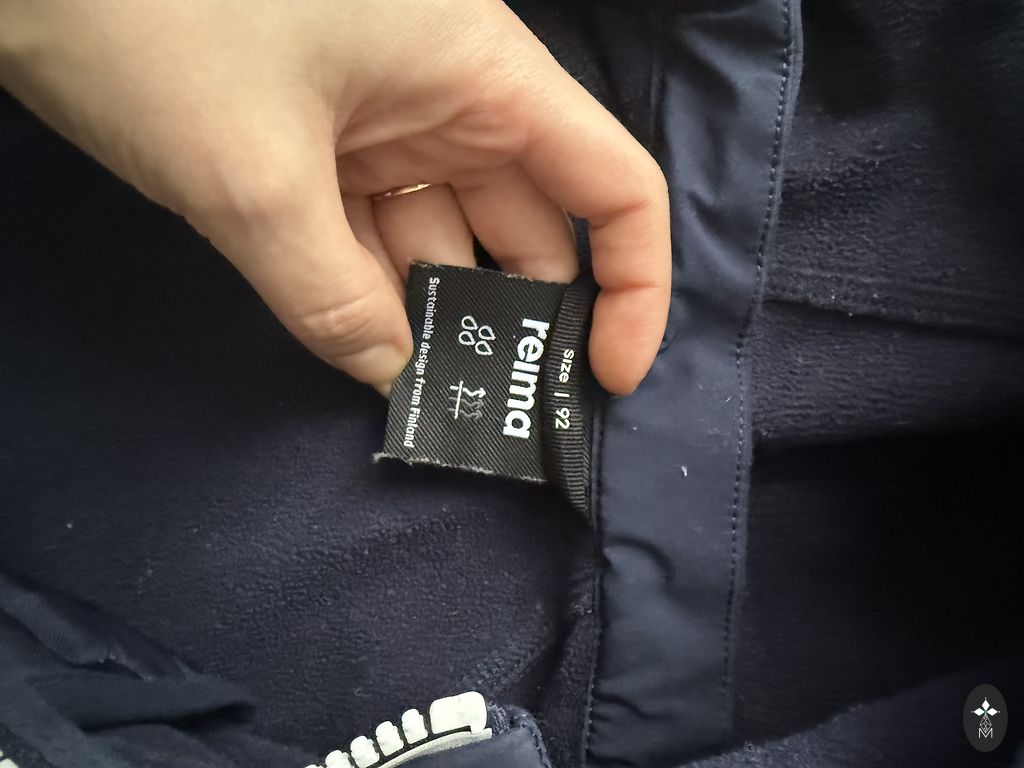 Size | 92
reima
Sustainable design from Finland
M